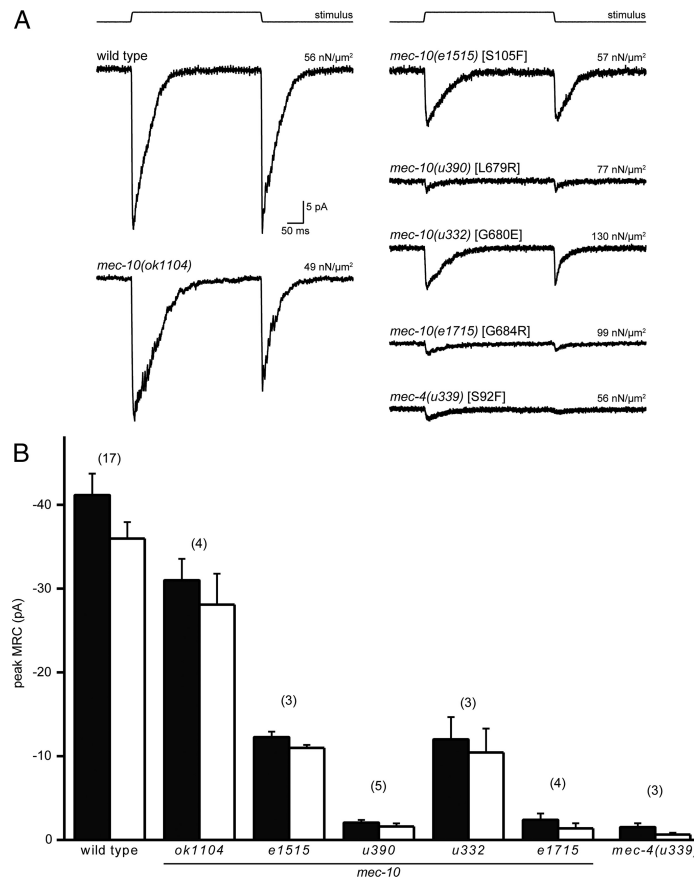 A
stimulus
stimulus
wild type
56 nN/µm²
5 pA
50 ms
mec-10(ok1104)
49 nN/µm²
mec-10(e1515) [S105F]
57 nN/µm²
mec-10(u390) [L679R]
77 nN/µm²
mec-10(u332) [G680E]
130 nN/µm²
mec-10(e1715) [G684R]
99 nN/µm²
mec-4(u339) [S92F]
56 nN/µm²
B
peak MRC (pA)
-40
-30
-20
-10
0
(17)
(4)
(3)
(5)
(3)
(4)
(3)
wild type
ok1104
e1515
u390
u332
e1715
mec-4(u339)
mec-10